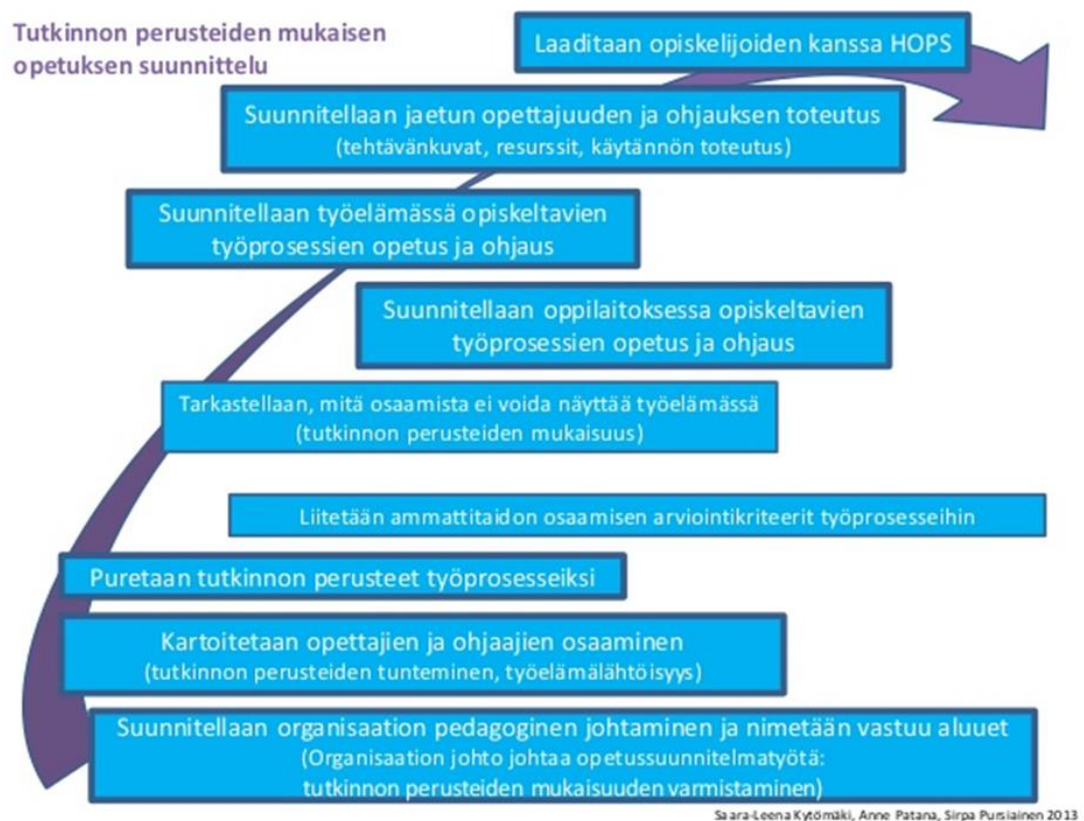 Tutkinnon perusteiden mukaisen
opetuksen suunnittelu
Laaditaan opiskelijoiden kanssa HOPS
Suunnitellaan jaetun opettajuuden ja ohjauksen toteutus
(tehtävänkuvat, resurssit, käytännön toteutus)
Suunnitellaan työelämässä opiskeltavien
työprosessien opetus ja ohjaus
Suunnitellaan oppilaitoksessa opiskeltavien
työprosessien opetus ja ohjaus
Tarkastellaan, mitä osaamista ei voida näyttää työelämässä
(tutkinnon perusteiden mukaisuus)
Liitetään ammattitaidon osaamisen arviointikriteerit työprosesseihin
Puretaan tutkinnon perusteet työprosesseiksi
Kartoitetaan opettajien ja ohjaajien osaaminen
(tutkinnon perusteiden tunteminen, työelämälähtöisyys)
Suunnitellaan organisaation pedagoginen johtaminen ja nimetään vastuu aluuet
(Organisaation johto johtaa opetussuunnitelmatyötä:
tutkinnon perusteiden mukaisuuden varmistaminen)
Saara-Leena Kytömäki, Anne Patana, Sirpa Pursiainen 2013